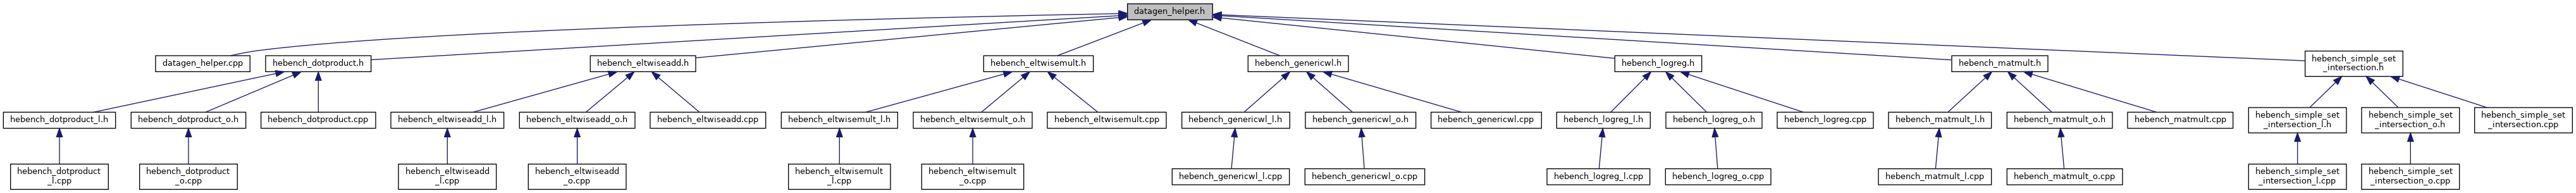 datagen_helper.h
datagen_helper.cpp
hebench_dotproduct.h
hebench_eltwiseadd.h
hebench_eltwisemult.h
hebench_genericwl.h
hebench_logreg.h
hebench_matmult.h
hebench_simple_set
_intersection.h
hebench_dotproduct_l.h
hebench_dotproduct_o.h
hebench_dotproduct.cpp
hebench_eltwiseadd_l.h
hebench_eltwiseadd_o.h
hebench_eltwiseadd.cpp
hebench_eltwisemult_l.h
hebench_eltwisemult_o.h
hebench_eltwisemult.cpp
hebench_genericwl_l.h
hebench_genericwl_o.h
hebench_genericwl.cpp
hebench_logreg_l.h
hebench_logreg_o.h
hebench_logreg.cpp
hebench_matmult_l.h
hebench_matmult_o.h
hebench_matmult.cpp
hebench_simple_set
_intersection_l.h
hebench_simple_set
_intersection_o.h
hebench_simple_set
_intersection.cpp
hebench_dotproduct
_l.cpp
hebench_dotproduct
_o.cpp
hebench_eltwiseadd
_l.cpp
hebench_eltwiseadd
_o.cpp
hebench_eltwisemult
_l.cpp
hebench_eltwisemult
_o.cpp
hebench_genericwl_l.cpp
hebench_genericwl_o.cpp
hebench_logreg_l.cpp
hebench_logreg_o.cpp
hebench_matmult_l.cpp
hebench_matmult_o.cpp
hebench_simple_set
_intersection_l.cpp
hebench_simple_set
_intersection_o.cpp